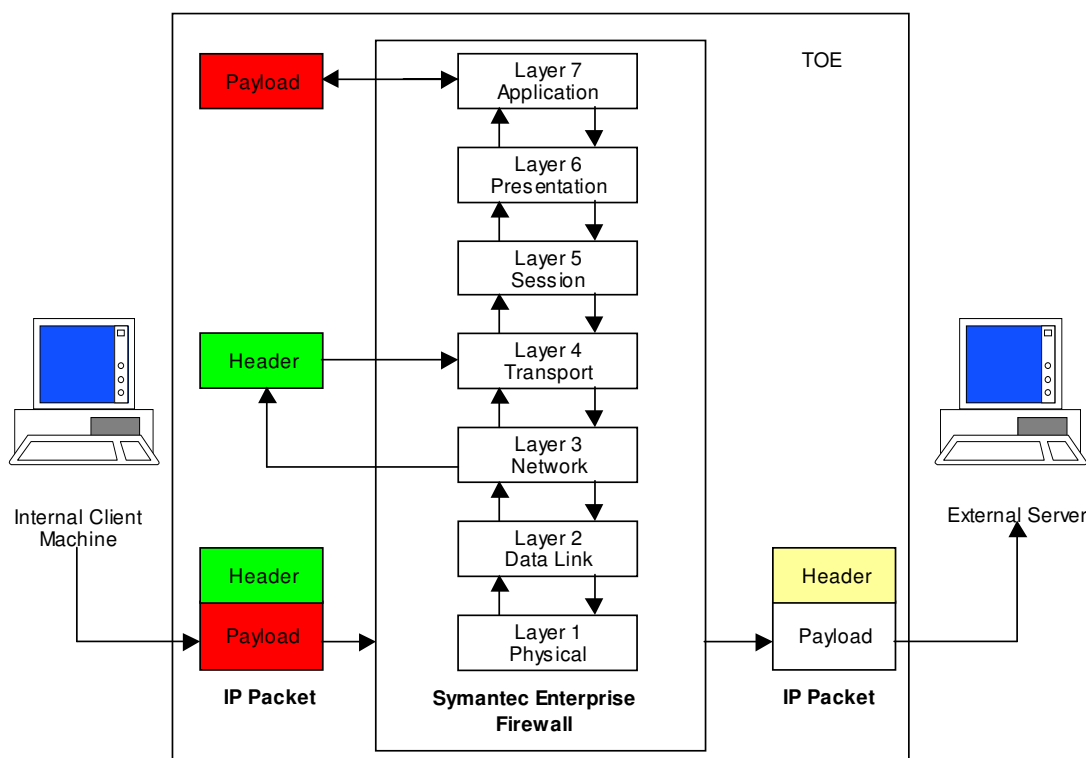 TOE
Payload
Layer 7
Application
Layer 6
Presentation
Layer 5
Session
Header
Layer 4
Transport
Layer 3
Network
Internal Client
Machine
External Server
Layer 2
Data Link
Header
Payload
Layer 1
Physical
Header
Payload
IP Packet
Symantec Enterprise
Firewall
IP Packet